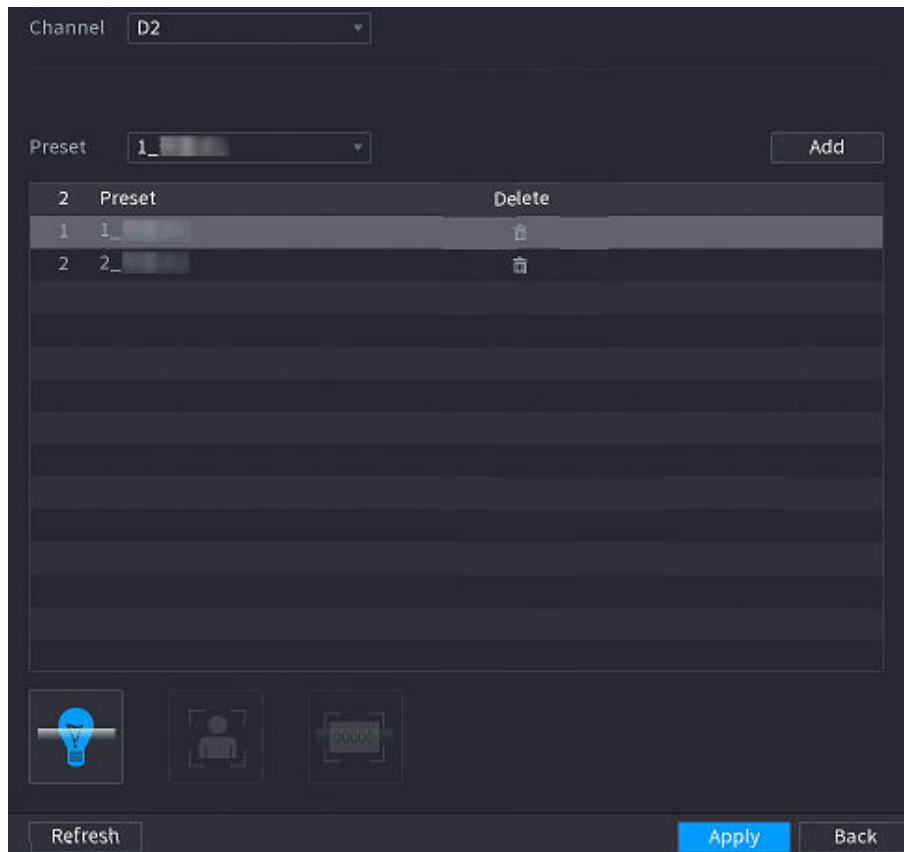 Channel D2
Preset 1_
Add
2 Preset Delete
1 1_
2 2_
Refresh Apply Back